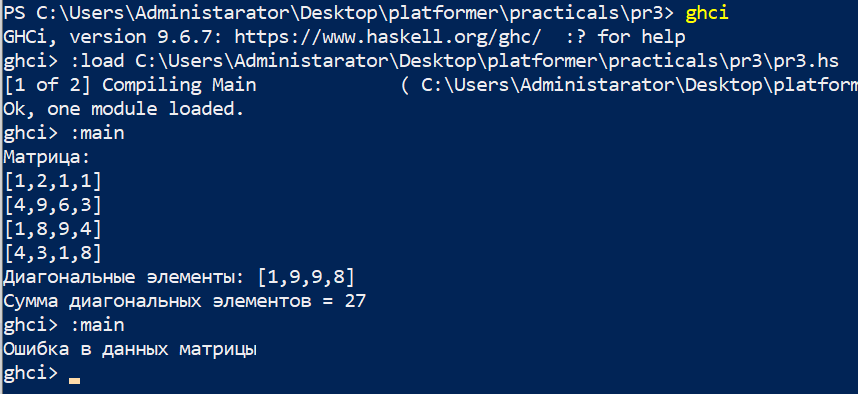 PS C:\Users\Administarator\Desktop\platformer\practicals\pr3> ghci
GHCi, version 9.6.7: https://www.haskell.org/ghc/  :? for help
ghci> :load C:\Users\Administarator\Desktop\platformer\practicals\pr3\pr3.hs
[1 of 2] Compiling Main             ( C:\Users\Administarator\Desktop\platform
Ok, one module loaded.
ghci> :main
Матрица:
[1,2,1,1]
[4,9,6,3]
[1,8,9,4]
[4,3,1,8]
Диагональные элементы: [1,9,9,8]
Сумма диагональных элементов = 27
ghci> :main
Ошибка в данных матрицы
ghci>